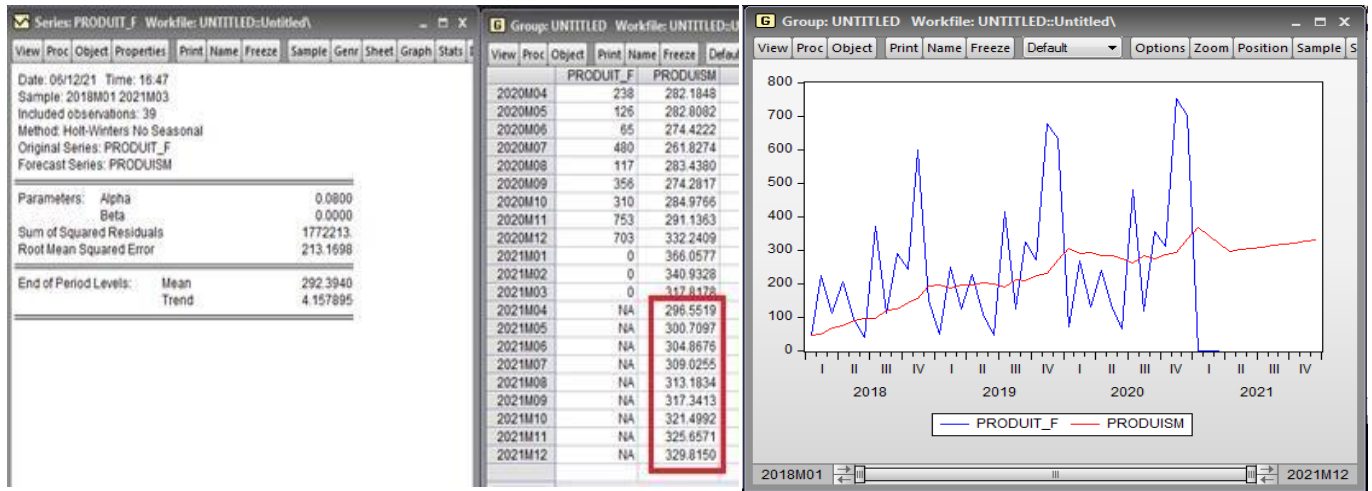 Series: PRODUIT_F Workfile: UNTITLED::Untitled\
View Proc Object Properties Print Name Freeze Sample Genr Sheet Graph Stats
Date: 06/12/21 Time: 16:47
Sample: 2018M01 2021M03
Included observations: 39
Method: Holt-Winters No Seasonal
Original Series: PRODUIT_F
Forecast Series: PRODUISM
Parameters: Alpha 0.0800
Beta 0.0000
Sum of Squared Residuals 1772213.
Root Mean Squared Error 213.1698
End of Period Levels: Mean 292.3940
Trend 4.157895
G Group: UNTITLED Workfile: UNTITLED::U
View Proc Object Print Name Freeze Defau
PRODUIT_F PRODUISM
2020M04 238 282.1848
2020M05 126 282.8082
2020M06 65 274.4222
2020M07 480 261.8274
2020M08 117 283.4380
2020M09 356 274.2817
2020M10 310 284.9766
2020M11 753 291.1363
2020M12 703 332.2409
2021M01 0 366.0577
2021M02 0 340.9328
2021M03 0 317.8178
2021M04 NA 296.5519
2021M05 NA 300.7097
2021M06 NA 304.8676
2021M07 NA 309.0255
2021M08 NA 313.1834
2021M09 NA 317.3413
2021M10 NA 321.4992
2021M11 NA 325.6571
2021M12 NA 329.8150
G Group: UNTITLED Workfile: UNTITLED::Untitled\
View Proc Object Print Name Freeze Default Options Zoom Position Sample S
800
700
600
500
400
300
200
100
0
I II III IV I II III IV I II III IV I II III IV
2018 2019 2020 2021
PRODUIT_F PRODUISM
2018M01 2021M12